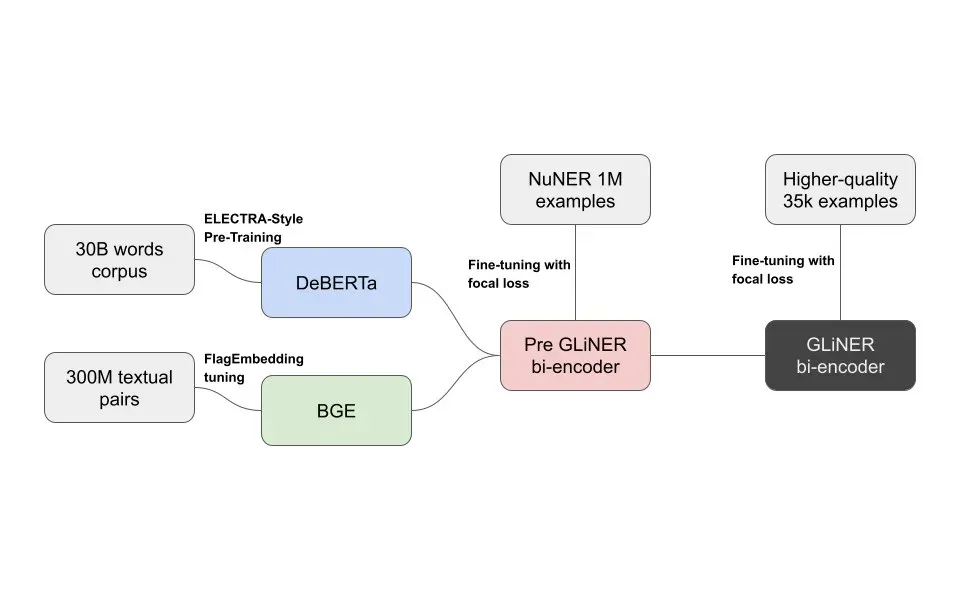 NuNER 1M
examples
Higher-quality
35k examples
ELECTRA-Style
Pre-Training
30B words
corpus
DeBERTa
Fine-tuning with
focal loss
Fine-tuning with
focal loss
Pre GLiNER
bi-encoder
GLiNER
bi-encoder
FlagEmbedding
tuning
300M textual
pairs
BGE